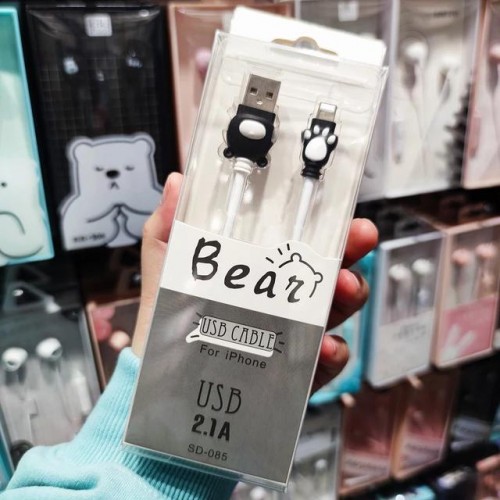 Bear
USB CABLE
For iPhone
USB
2.1A
SD-085